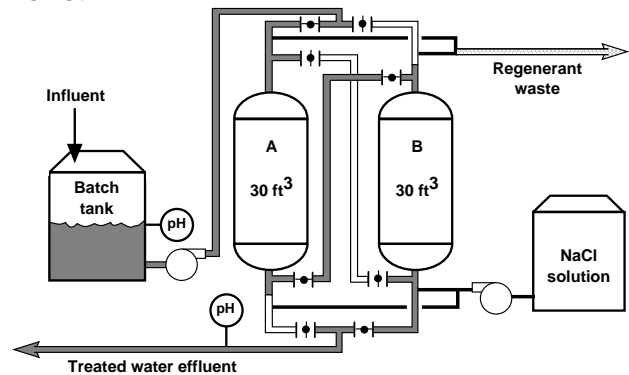 Regenerant
waste
Influent
A
B
Batch
tank
30 ft³
30 ft³
pH
NaCl
solution
pH
Treated water effluent